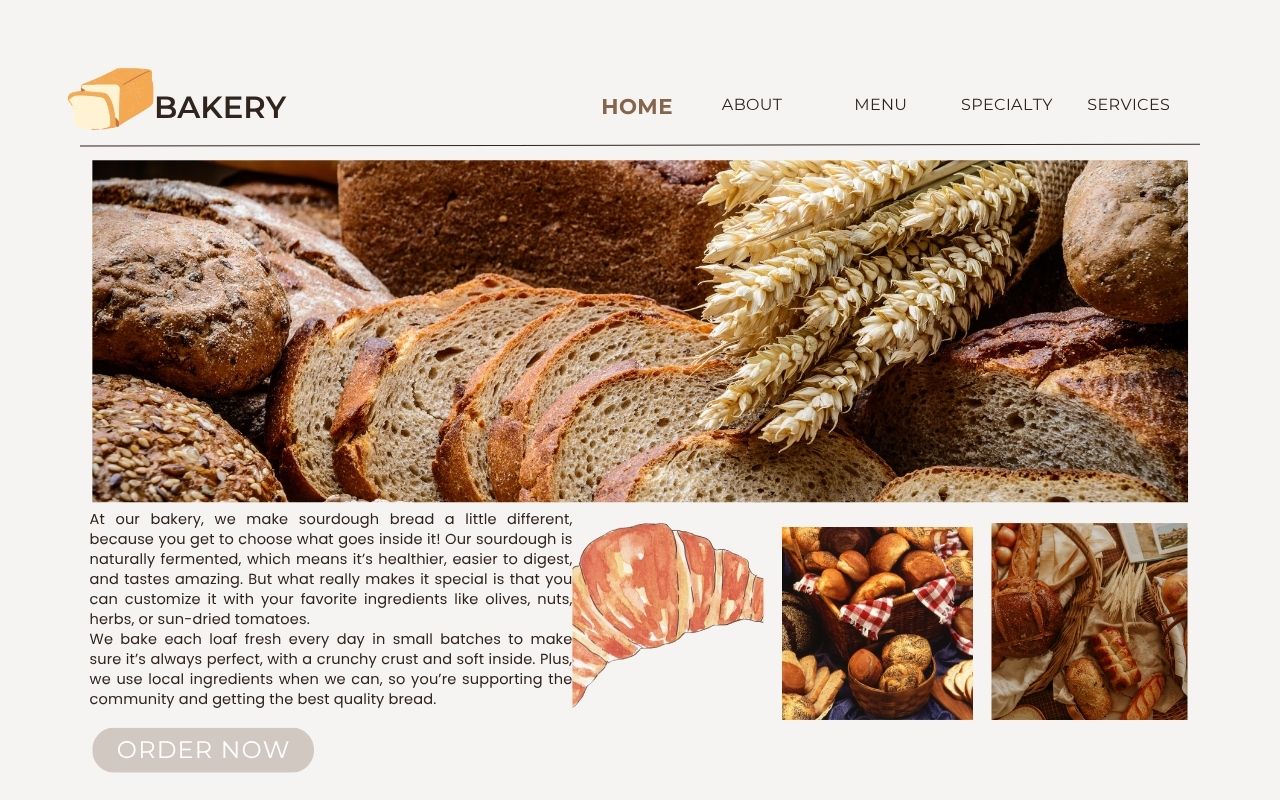 BAKERY
HOME
ABOUT
MENU
SPECIALTY
SERVICES
At our bakery, we make sourdough bread a little different,
because you get to choose what goes inside it! Our sourdough is
naturally fermented, which means it’s healthier, easier to digest,
and tastes amazing. But what really makes it special is that you
can customize it with your favorite ingredients like olives, nuts,
herbs, or sun-dried tomatoes.
We bake each loaf fresh every day in small batches to make
sure it’s always perfect, with a crunchy crust and soft inside. Plus,
we use local ingredients when we can, so you’re supporting the
community and getting the best quality bread.
ORDER NOW